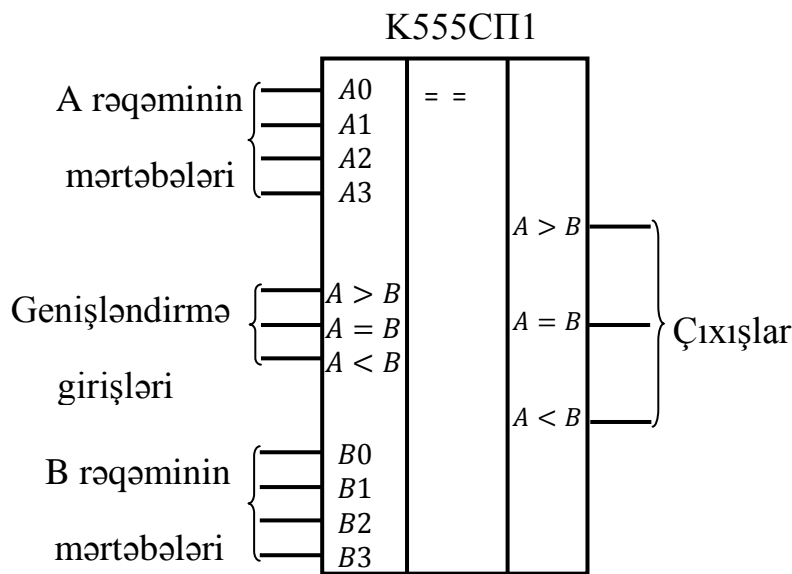 К555СП1
A rəqəminin
mərtəbələri
A0
= =
A1
A2
A3
Genişləndirmə
girişləri
A > B
A = B
A < B
B rəqəminin
mərtəbələri
B0
B1
B2
B3
A > B
A = B
A < B
Çıxışlar